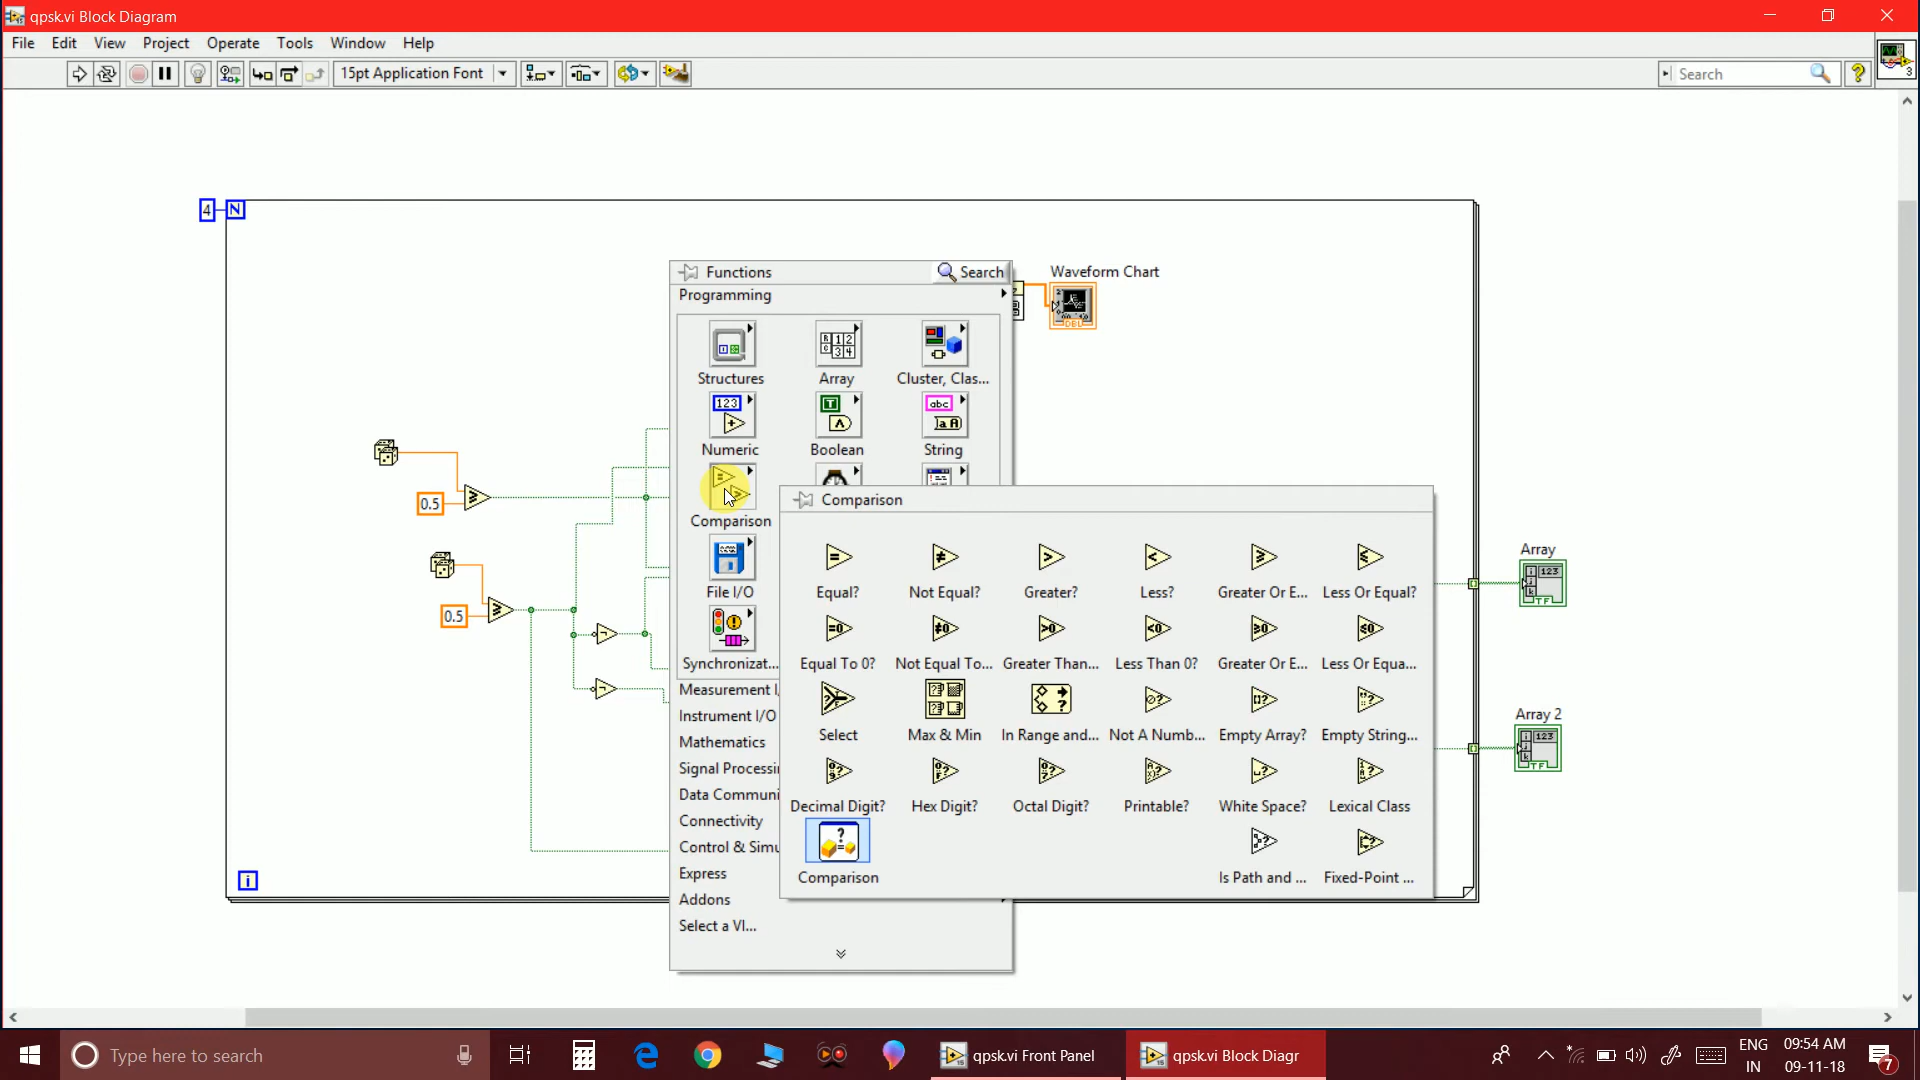 qpsk.vi Block Diagram
File Edit View Project Operate Tools Window Help
15pt Application Font
Search
3
4 N
Functions Search
Programming
Waveform Chart
DBL
Structures Array Cluster, Clas...
Numeric Boolean String
Comparison
File I/O
Synchronizat...
Measurement I/
Instrument I/O
Mathematics
Signal Processi
Data Communi
Connectivity
Control & Simu
Express
Addons
Select a VI...
Comparison
Equal? Not Equal? Greater? Less? Greater Or E... Less Or Equal?
Equal To 0? Not Equal To... Greater Than... Less Than 0? Greater Or E... Less Or Equa...
Select Max & Min In Range and... Not A Numb... Empty Array? Empty String...
Decimal Digit? Hex Digit? Octal Digit? Printable? White Space? Lexical Class
Comparison Is Path and ... Fixed-Point ...
0.5
0.5
i
Array
123
TF
Array 2
123
TF
Type here to search
qpsk.vi Front Panel
qpsk.vi Block Diagr
ENG
IN
09:54 AM
09-11-18
7